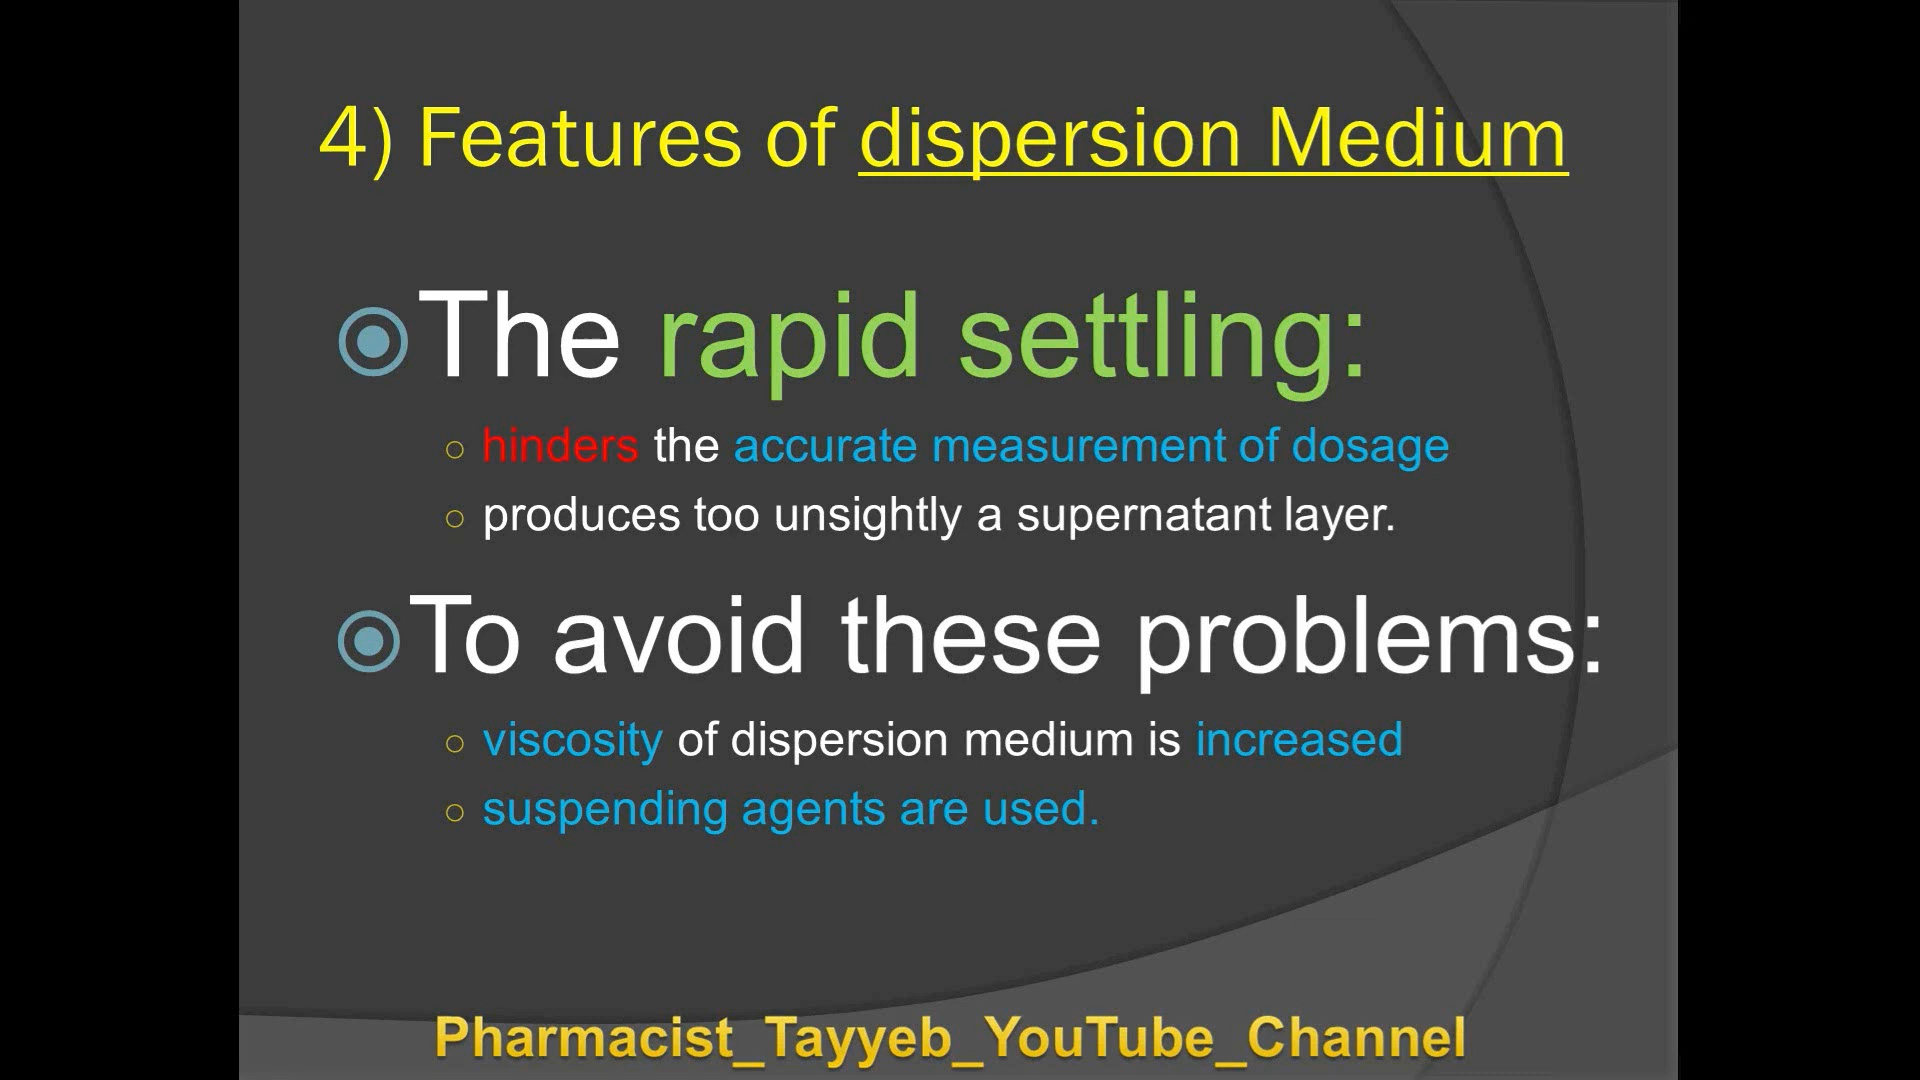 4) Features of dispersion Medium
The rapid settling:
hinders the accurate measurement of dosage
produces too unsightly a supernatant layer.
To avoid these problems:
viscosity of dispersion medium is increased
suspending agents are used.
Pharmacist_Tayyeb_YouTube_Channel